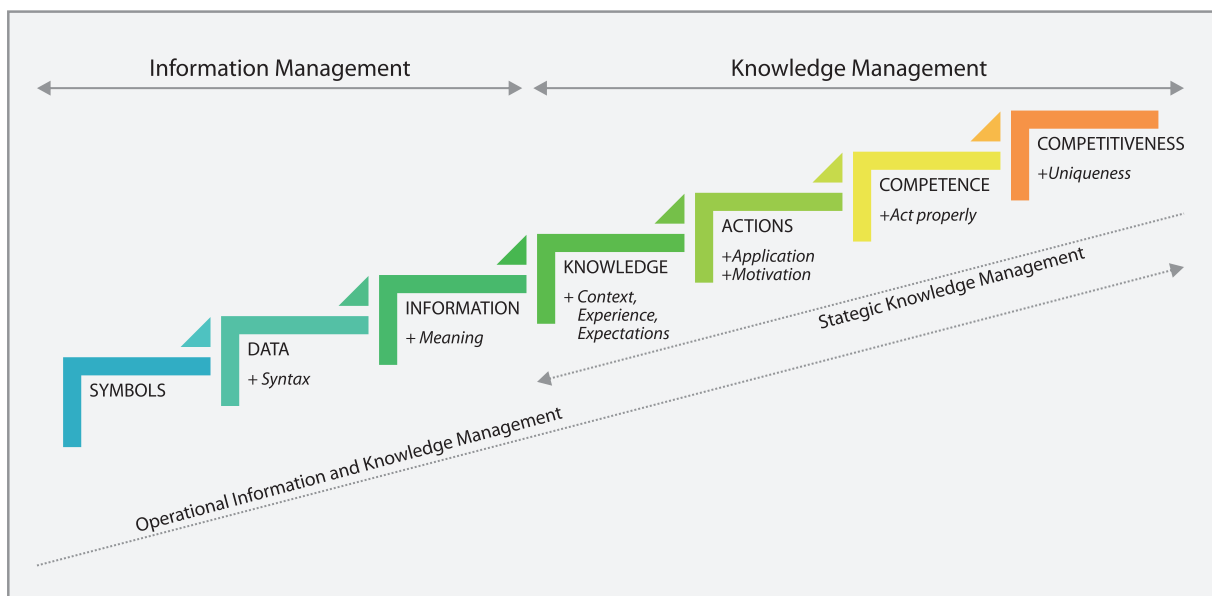 Information Management
Knowledge Management
COMPETITIVENESS
+Uniqueness
COMPETENCE
+Act properly
ACTIONS
+Application
+Motivation
KNOWLEDGE
+ Context,
Experience,
Expectations
INFORMATION
+ Meaning
DATA
+ Syntax
SYMBOLS
Stategic Knowledge Management
Operational Information and Knowledge Management